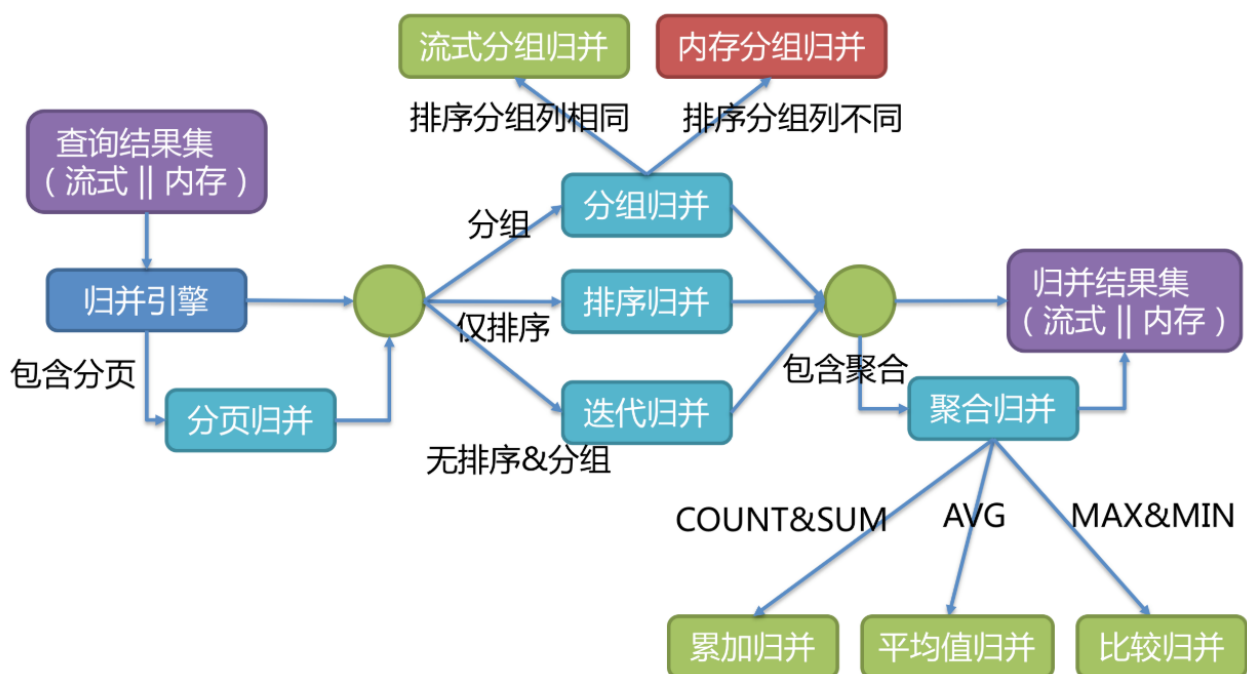 流式分组归并
内存分组归并
排序分组列相同
排序分组列不同
查询结果集
（流式 || 内存）
分组
分组归并
归并引擎
仅排序
排序归并
归并结果集
（流式 || 内存）
包含分页
分页归并
迭代归并
包含聚合
聚合归并
无排序&分组
COUNT&SUM
AVG
MAX&MIN
累加归并
平均值归并
比较归并